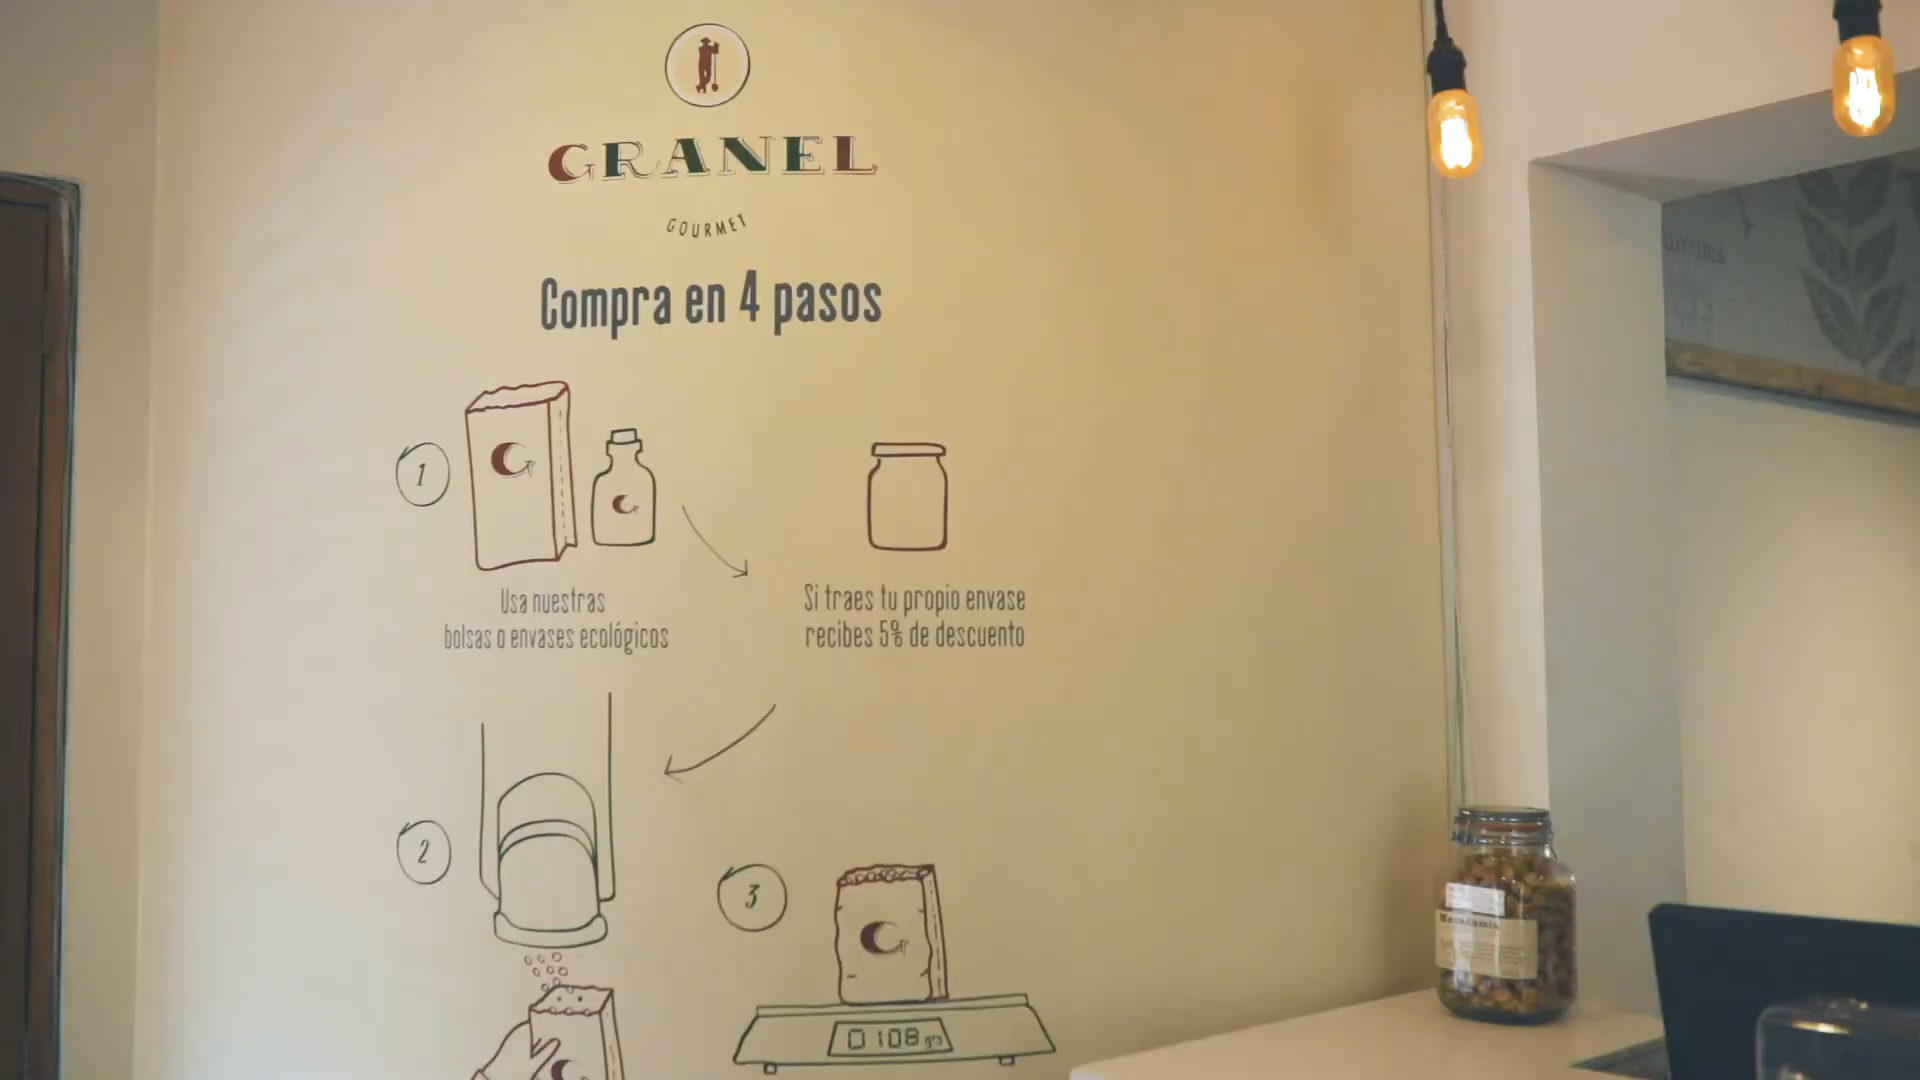 GRANEL
GOURMET
Compra en 4 pasos
1
G
G
Usa nuestras
bolsas o envases ecológicos
Si traes tu propio envase
recibes 5% de descuento
2
3
G
0108 grs
G
Macadamia